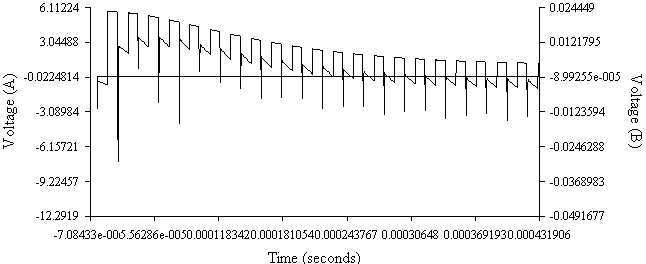 6.11224
0.024449
3.04488
0.0121795
-0.0224814
-8.99255e-005
-3.08984
-0.0123594
-6.15721
-0.0246288
-9.22457
-0.0368983
-12.2919
-0.0491677
Voltage (A)
Voltage (B)
-7.08433e-005.56286e-0050.0001183420.0001810540.0002437670.00030648 0.0003691930.000431906
Time (seconds)